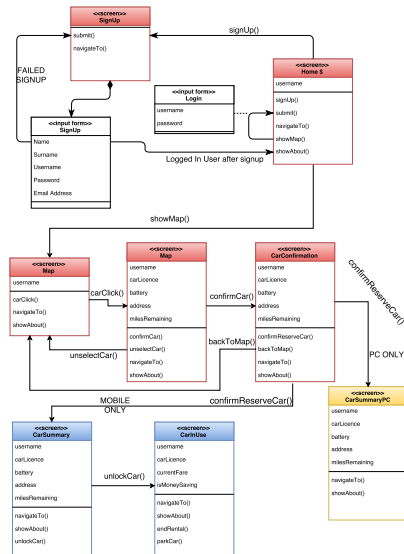 <<screen>>
SignUp
submit()
navigateTo()
signUp()
FAILED
SIGNUP
<<input form>>
Login
username
password
<<screen>>
Home S
username
signUp()
submit()
navigateTo()
showMap()
showAbout()
<<input form>>
SignUp
Name
Surname
Username
Password
Email Address
Logged In User after signup
showMap()
<<screen>>
Map
username
carClick()
navigateTo()
showAbout()
carClick()
unselectCar()
<<screen>>
Map
username
carLicence
battery
address
milesRemaining
confirmCar()
unselectCar()
navigateTo()
showAbout()
confirmCar()
backToMap()
<<screen>>
CarConfirmation
username
carLicence
battery
address
milesRemaining
confirmReserveCar()
backToMap()
navigateTo()
showAbout()
confirmReserveCar()
PC ONLY
MOBILE
ONLY
confirmReserveCar()
<<screen>>
CarSummaryPC
username
carLicence
battery
address
milesRemaining
navigateTo()
showAbout()
<<screen>>
CarSummary
username
carLicence
battery
address
milesRemaining
navigateTo()
showAbout()
unlockCar()
unlockCar()
<<screen>>
CarInUse
username
carLicence
currentFare
isMoneySaving
navigateTo()
showAbout()
endRental()
parkCar()